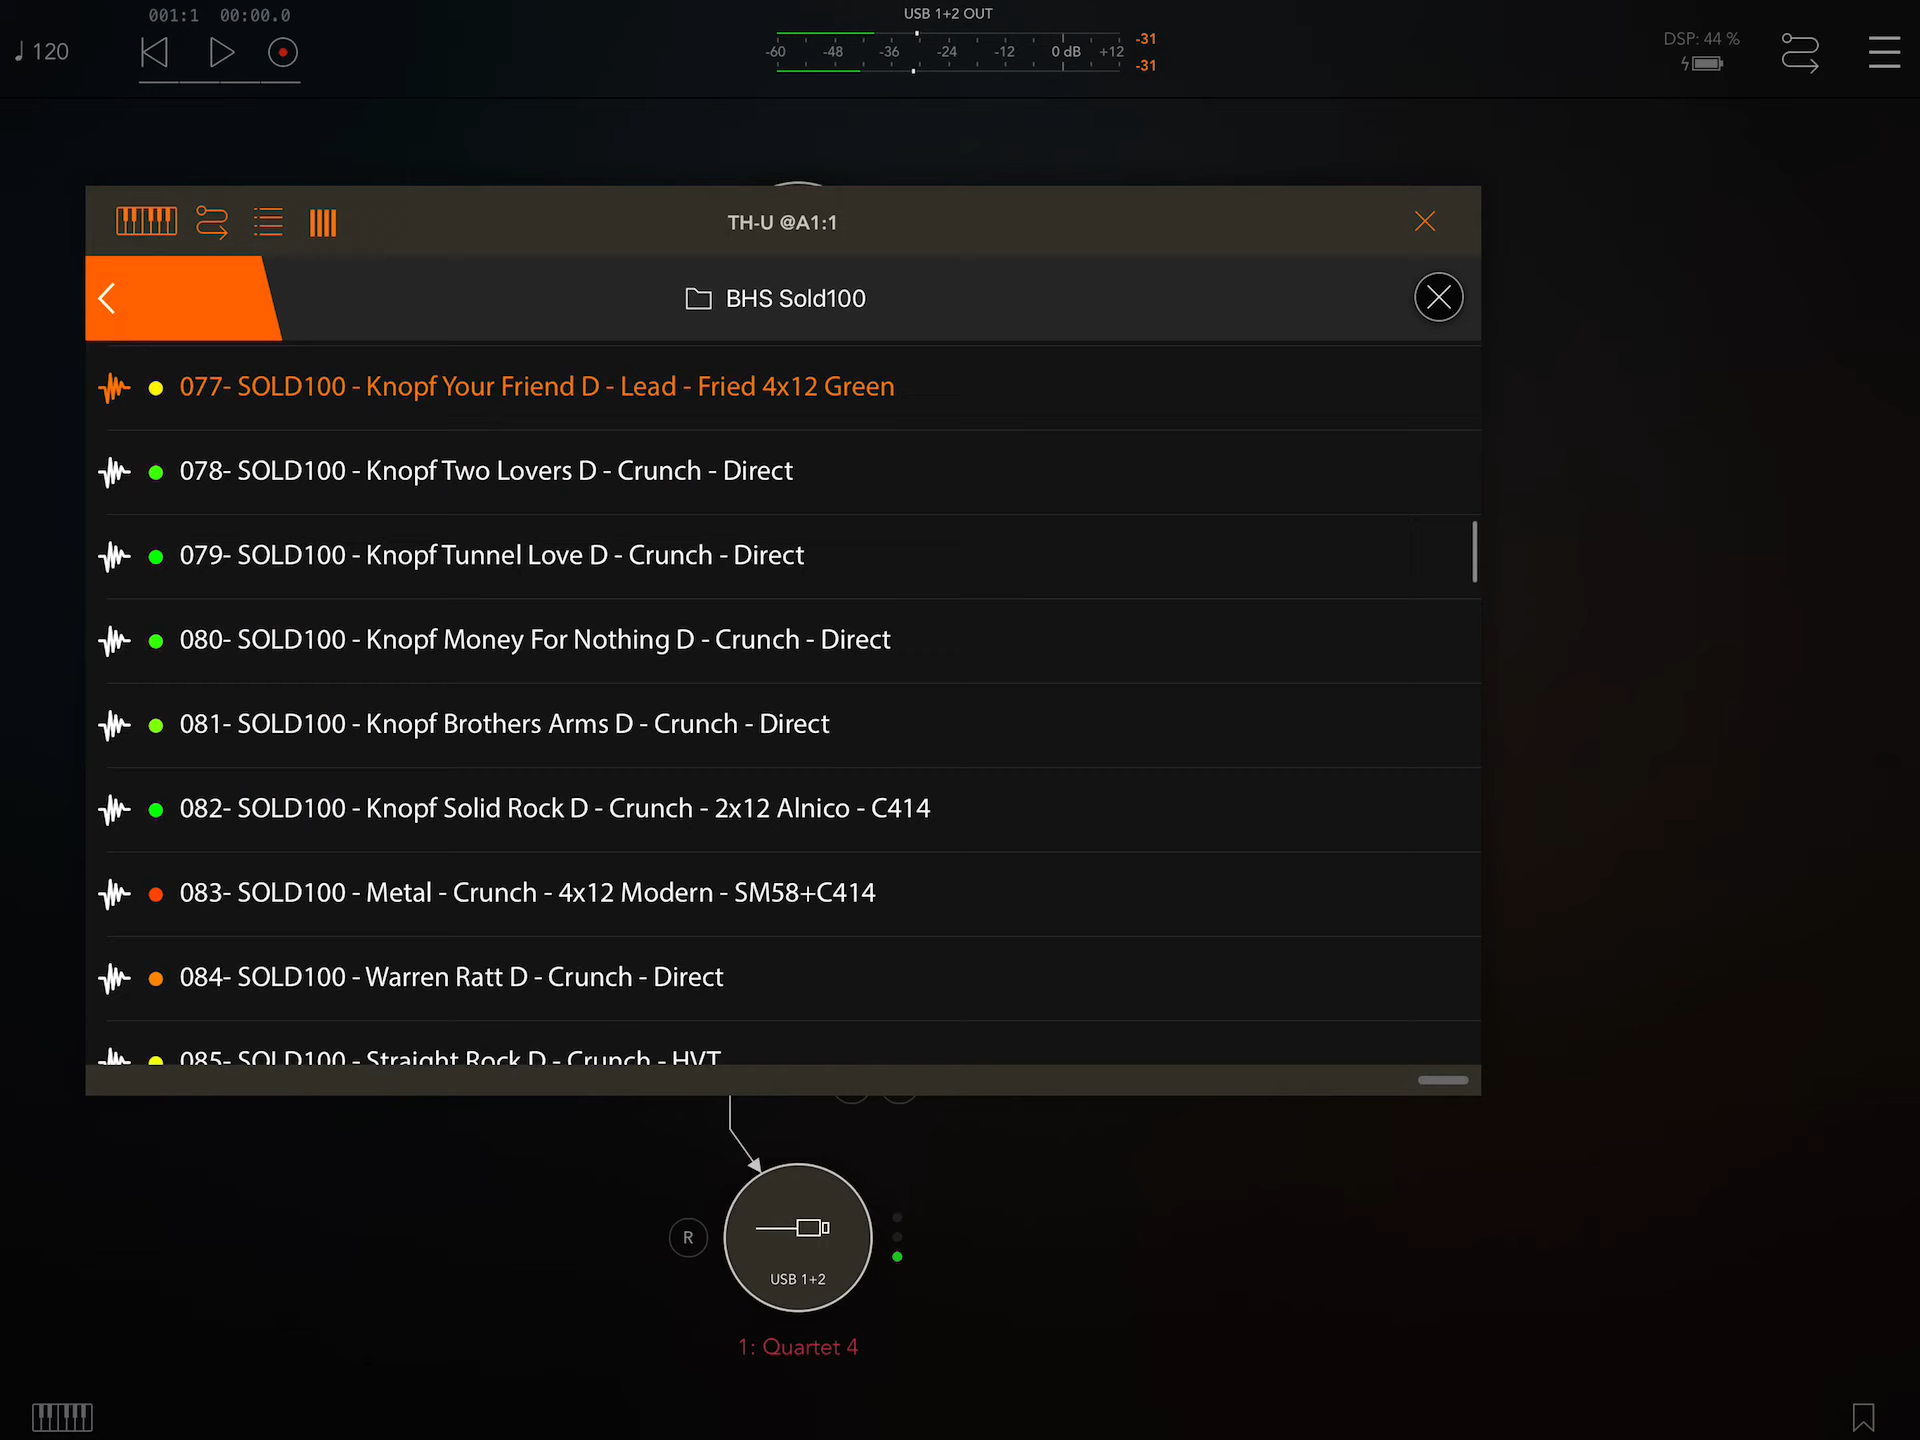 001:1 00:00.0
120
USB 1+2 OUT
-60 -48 -36 -24 -12 0 dB +12
-31
-31
DSP: 44 %
TH-U @A1:1
BHS Sold100
077- SOLD100 - Knopf Your Friend D - Lead - Fried 4x12 Green
078- SOLD100 - Knopf Two Lovers D - Crunch - Direct
079- SOLD100 - Knopf Tunnel Love D - Crunch - Direct
080- SOLD100 - Knopf Money For Nothing D - Crunch - Direct
081- SOLD100 - Knopf Brothers Arms D - Crunch - Direct
082- SOLD100 - Knopf Solid Rock D - Crunch - 2x12 Alnico - C414
083- SOLD100 - Metal - Crunch - 4x12 Modern - SM58+C414
084- SOLD100 - Warren Ratt D - Crunch - Direct
085- SOLD100 - Straight Rock D - Crunch - HVT
R
USB 1+2
1: Quartet 4